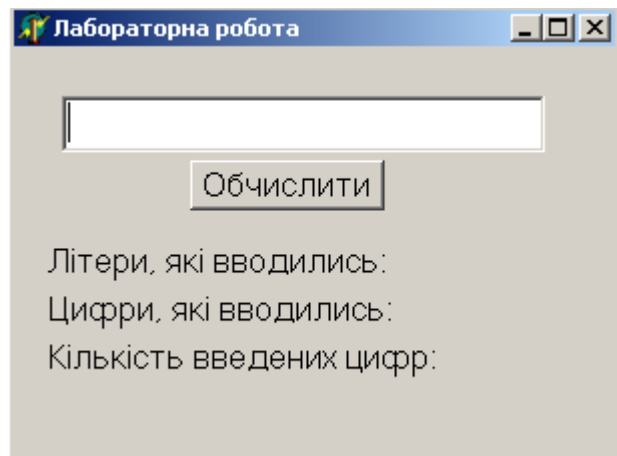 Лабораторна робота
Обчислити
Літери, які вводились:
Цифри, які вводились:
Кількість введених цифр: